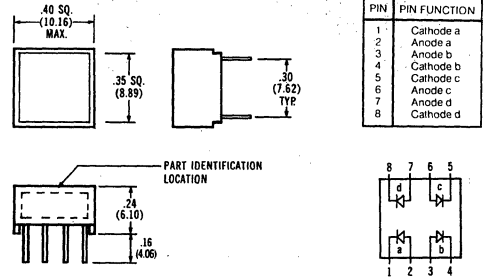 .40 SQ.
(10.16)
MAX.
.35 SQ.
(8.89)
.30
(7.62)
TYP.
PIN PIN FUNCTION
1 Cathode a
2 Anode a
3 Anode b
4 Cathode b
5 Cathode c
6 Anode c
7 Anode d
8 Cathode d
PART IDENTIFICATION
LOCATION
.24
(6.10)
.16
(4.06)
8 7 6 5
d c
a b
1 2 3 4